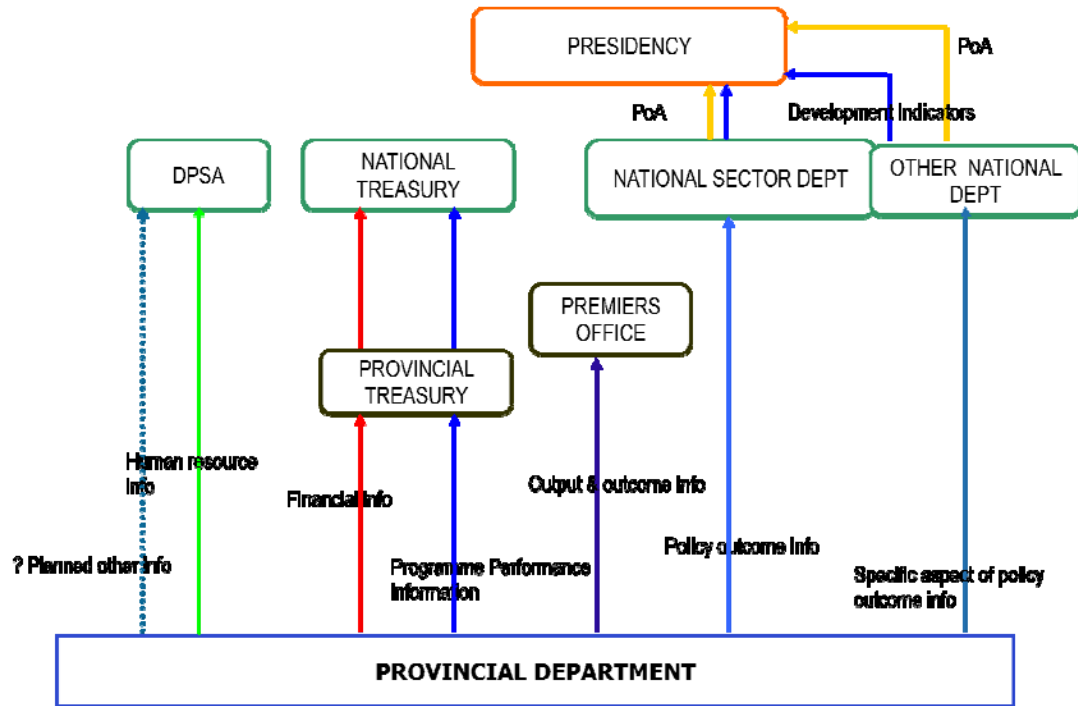 PRESIDENCY
PoA
PoA
Development Indicators
DPSA
NATIONAL
TREASURY
NATIONAL SECTOR DEPT
OTHER NATIONAL
DEPT
PREMIERS
OFFICE
PROVINCIAL
TREASURY
Human resource
Info
Financial Info
Output & outcome info
Policy outcome info
? Planned other info
Programme Performance
Information
Specific aspect of policy
outcome info
PROVINCIAL DEPARTMENT